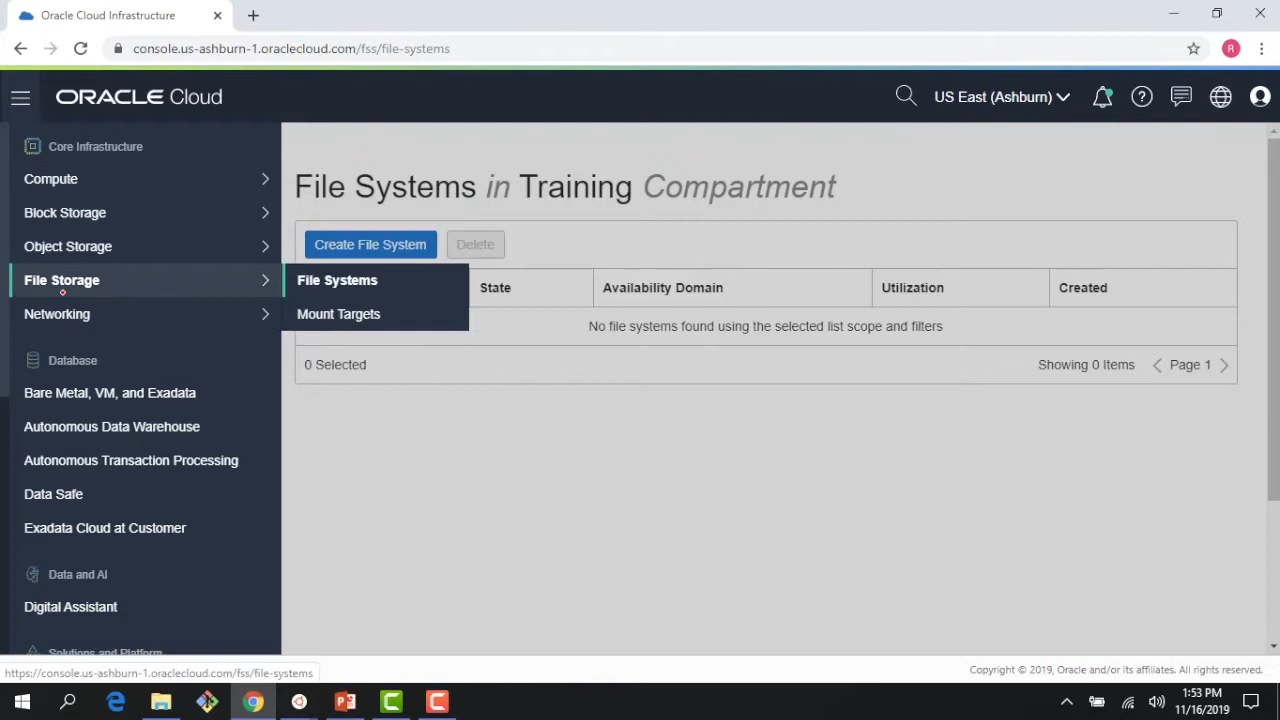 Oracle Cloud Infrastructure
console.us-ashburn-1.oraclecloud.com/fss/file-systems
R
ORACLE Cloud
US East (Ashburn)
Core Infrastructure
Compute
Block Storage
Object Storage
File Storage
Networking
File Systems
Mount Targets
Database
Bare Metal, VM, and Exadata
Autonomous Data Warehouse
Autonomous Transaction Processing
Data Safe
Exadata Cloud at Customer
Data and AI
Digital Assistant
Solutions and Platform
File Systems in Training Compartment
Create File System Delete
State Availability Domain Utilization Created
No file systems found using the selected list scope and filters
0 Selected Showing 0 Items Page 1
https://console.us-ashburn-1.oraclecloud.com/fss/file-systems
Copyright © 2019, Oracle and/or its affiliates. All rights reserved.
1:53 PM
11/16/2019